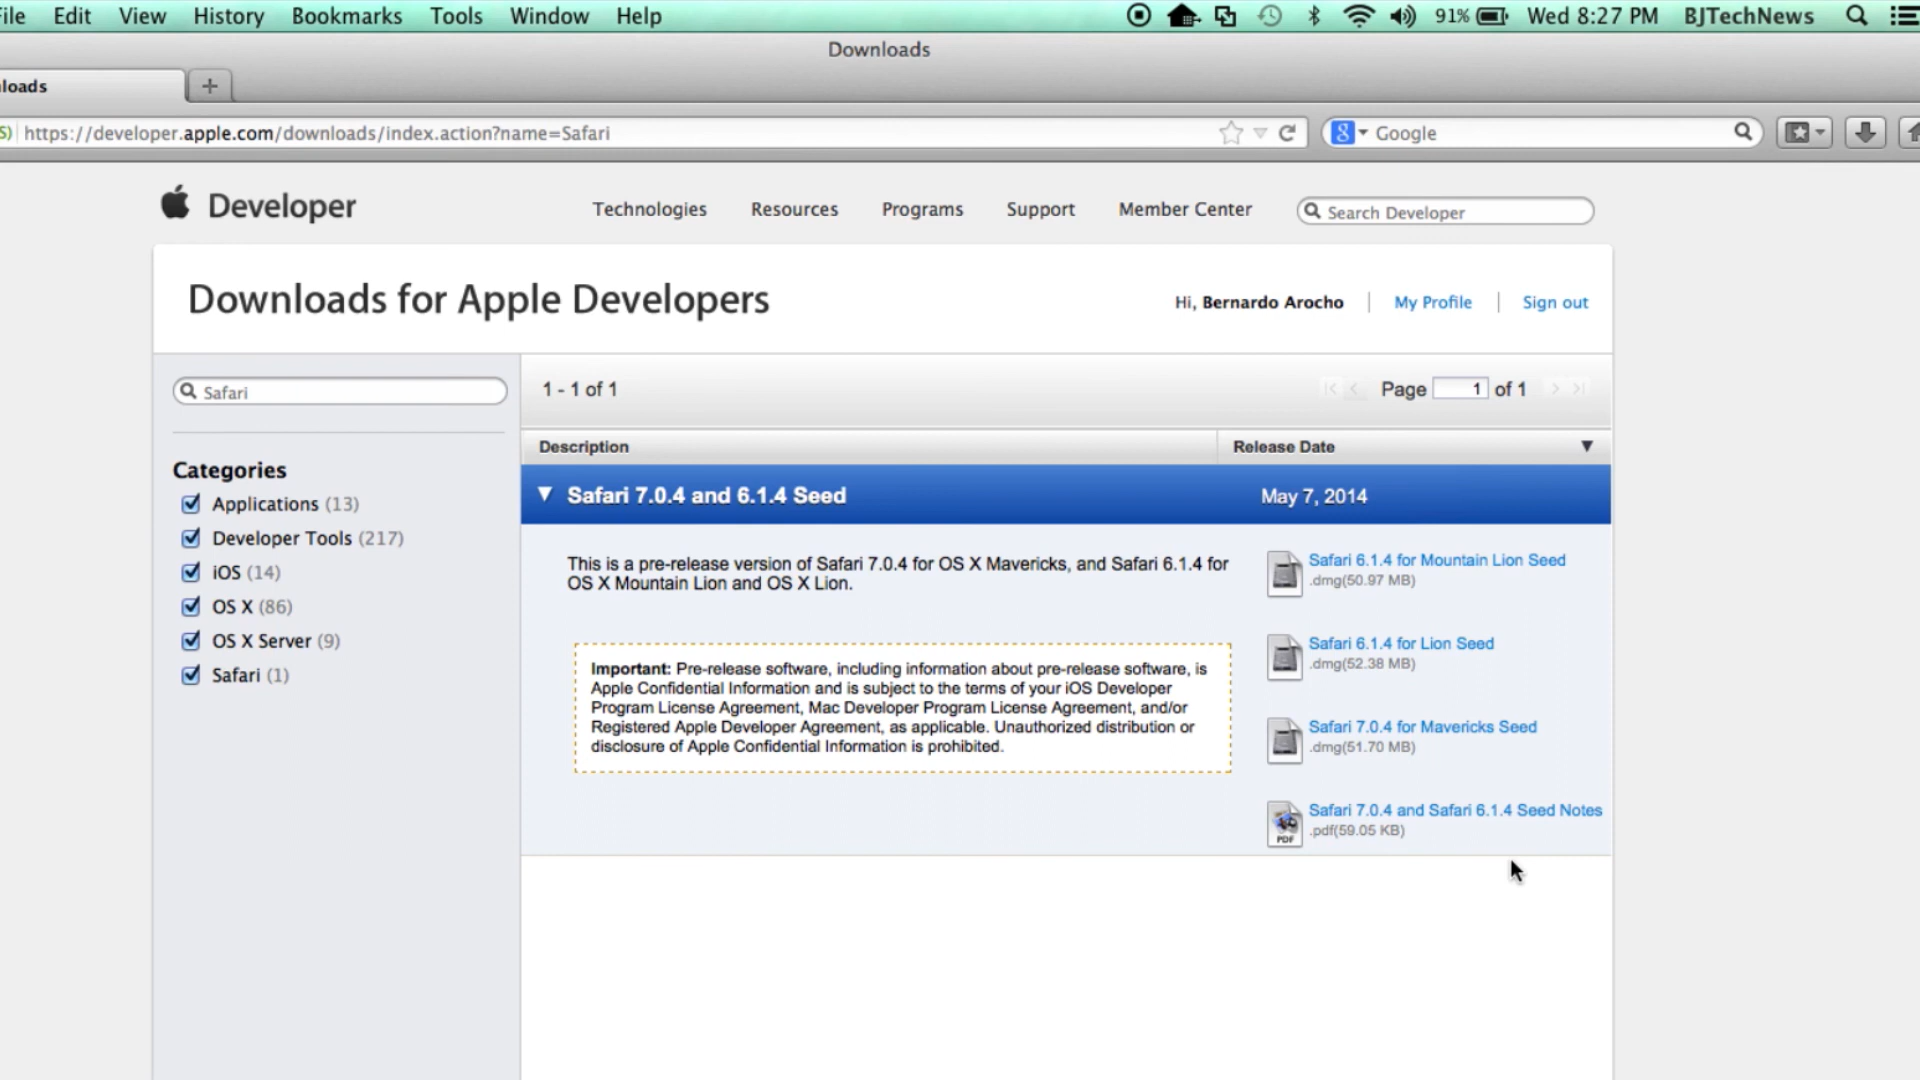 File Edit View History Bookmarks Tools Window Help 91% Wed 8:27 PM BJTechNews
Downloads
loads
S) https://developer.apple.com/downloads/index.action?name=Safari
8 Google
Developer Technologies Resources Programs Support Member Center Search Developer
Downloads for Apple Developers Hi, Bernardo Arocho | My Profile | Sign out
Safari 1 - 1 of 1 Page 1 of 1
Description Release Date
Categories
Applications (13)
Developer Tools (217)
iOS (14)
OS X (86)
OS X Server (9)
Safari (1)
Safari 7.0.4 and 6.1.4 Seed May 7, 2014
This is a pre-release version of Safari 7.0.4 for OS X Mavericks, and Safari 6.1.4 for
OS X Mountain Lion and OS X Lion.
Important: Pre-release software, including information about pre-release software, is
Apple Confidential Information and is subject to the terms of your iOS Developer
Program License Agreement, Mac Developer Program License Agreement, and/or
Registered Apple Developer Agreement, as applicable. Unauthorized distribution or
disclosure of Apple Confidential Information is prohibited.
Safari 6.1.4 for Mountain Lion Seed
.dmg(50.97 MB)
Safari 6.1.4 for Lion Seed
.dmg(52.38 MB)
Safari 7.0.4 for Mavericks Seed
.dmg(51.70 MB)
Safari 7.0.4 and Safari 6.1.4 Seed Notes
PDF .pdf(59.05 KB)